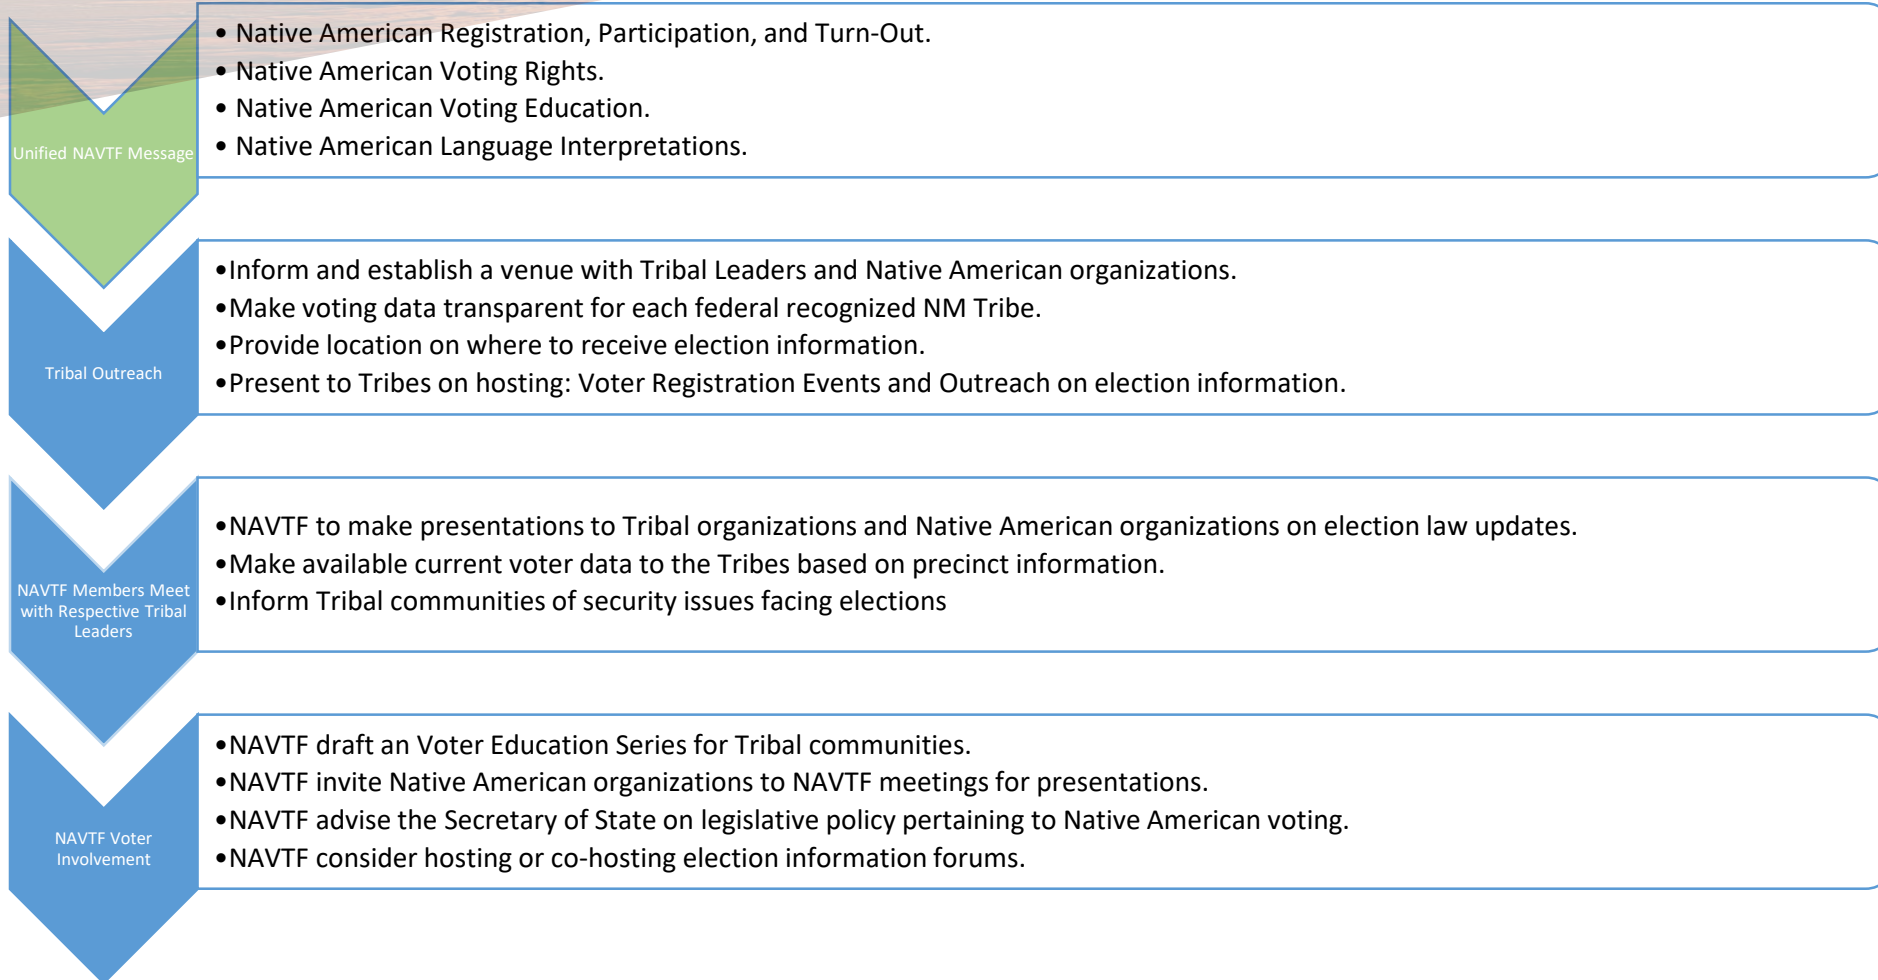 Unified NAVTF Message
• Native American Registration, Participation, and Turn-Out.
• Native American Voting Rights.
• Native American Voting Education.
• Native American Language Interpretations.
Tribal Outreach
•Inform and establish a venue with Tribal Leaders and Native American organizations.
•Make voting data transparent for each federal recognized NM Tribe.
•Provide location on where to receive election information.
•Present to Tribes on hosting: Voter Registration Events and Outreach on election information.
NAVTF Members Meet
with Respective Tribal
Leaders
•NAVTF to make presentations to Tribal organizations and Native American organizations on election law updates.
•Make available current voter data to the Tribes based on precinct information.
•Inform Tribal communities of security issues facing elections
NAVTF Voter
Involvement
•NAVTF draft an Voter Education Series for Tribal communities.
•NAVTF invite Native American organizations to NAVTF meetings for presentations.
•NAVTF advise the Secretary of State on legislative policy pertaining to Native American voting.
•NAVTF consider hosting or co-hosting election information forums.